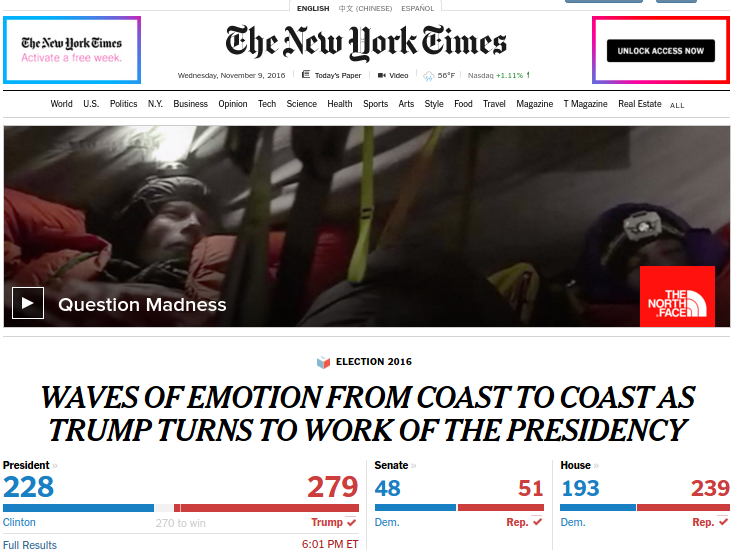 ENGLISH 中文 (CHINESE) ESPAÑOL
The New York Times
Activate a free week.
The New York Times
UNLOCK ACCESS NOW
Wednesday, November 9, 2016 Today's Paper Video 56°F Nasdaq +1.11% ↑
World U.S. Politics N.Y. Business Opinion Tech Science Health Sports Arts Style Food Travel Magazine T Magazine Real Estate ALL
Question Madness
THE
NORTH
FACE
ELECTION 2016
WAVES OF EMOTION FROM COAST TO COAST AS
TRUMP TURNS TO WORK OF THE PRESIDENCY
President » Senate » House »
228 279 48 51 193 239
Clinton 270 to win Trump ✓ Dem. Rep. ✓ Dem. Rep. ✓
Full Results 6:01 PM ET